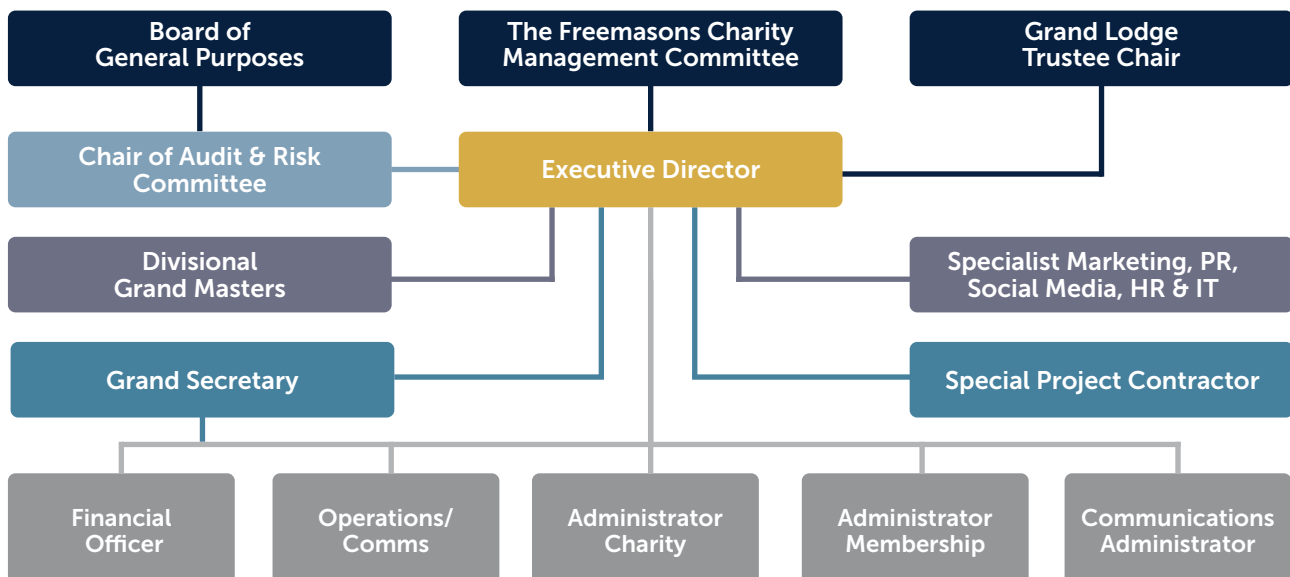 Board of
General Purposes
The Freemasons Charity
Management Committee
Grand Lodge
Trustee Chair
Chair of Audit & Risk
Committee
Executive Director
Divisional
Grand Masters
Specialist Marketing, PR,
Social Media, HR & IT
Grand Secretary
Special Project Contractor
Financial
Officer
Operations/
Comms
Administrator
Charity
Administrator
Membership
Communications
Administrator